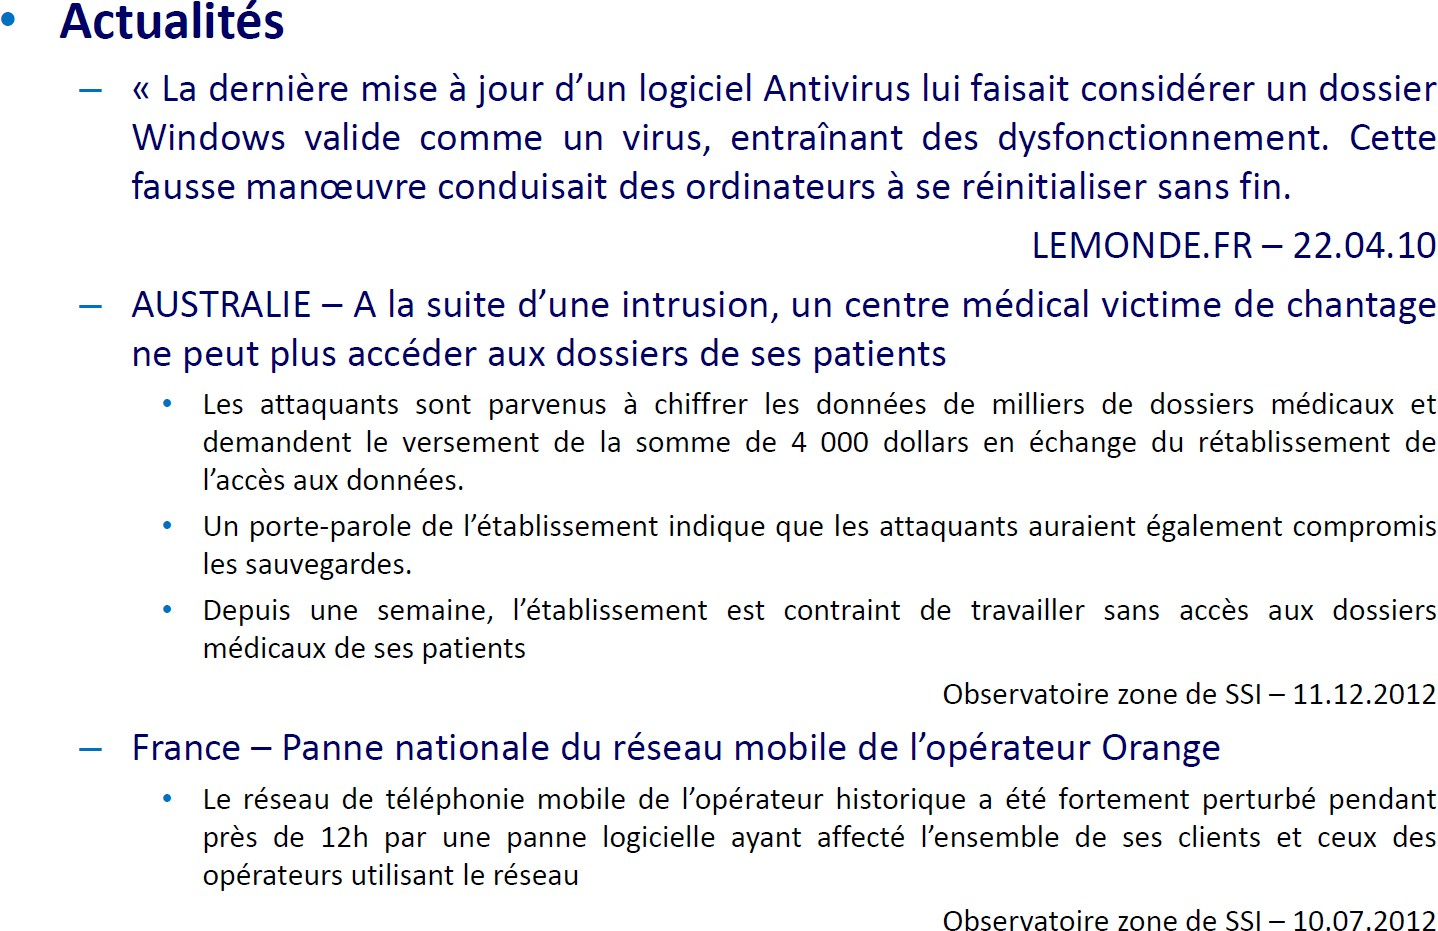 • Actualités
– « La dernière mise à jour d’un logiciel Antivirus lui faisait considérer un dossier
Windows valide comme un virus, entraînant des dysfonctionnement. Cette
fausse manœuvre conduisait des ordinateurs à se réinitialiser sans fin.
LEMONDE.FR – 22.04.10
– AUSTRALIE – A la suite d’une intrusion, un centre médical victime de chantage
ne peut plus accéder aux dossiers de ses patients
• Les attaquants sont parvenus à chiffrer les données de milliers de dossiers médicaux et
demandent le versement de la somme de 4 000 dollars en échange du rétablissement de
l’accès aux données.
• Un porte-parole de l’établissement indique que les attaquants auraient également compromis
les sauvegardes.
• Depuis une semaine, l’établissement est contraint de travailler sans accès aux dossiers
médicaux de ses patients
Observatoire zone de SSI – 11.12.2012
– France – Panne nationale du réseau mobile de l’opérateur Orange
• Le réseau de téléphonie mobile de l’opérateur historique a été fortement perturbé pendant
près de 12h par une panne logicielle ayant affecté l’ensemble de ses clients et ceux des
opérateurs utilisant le réseau
Observatoire zone de SSI – 10.07.2012